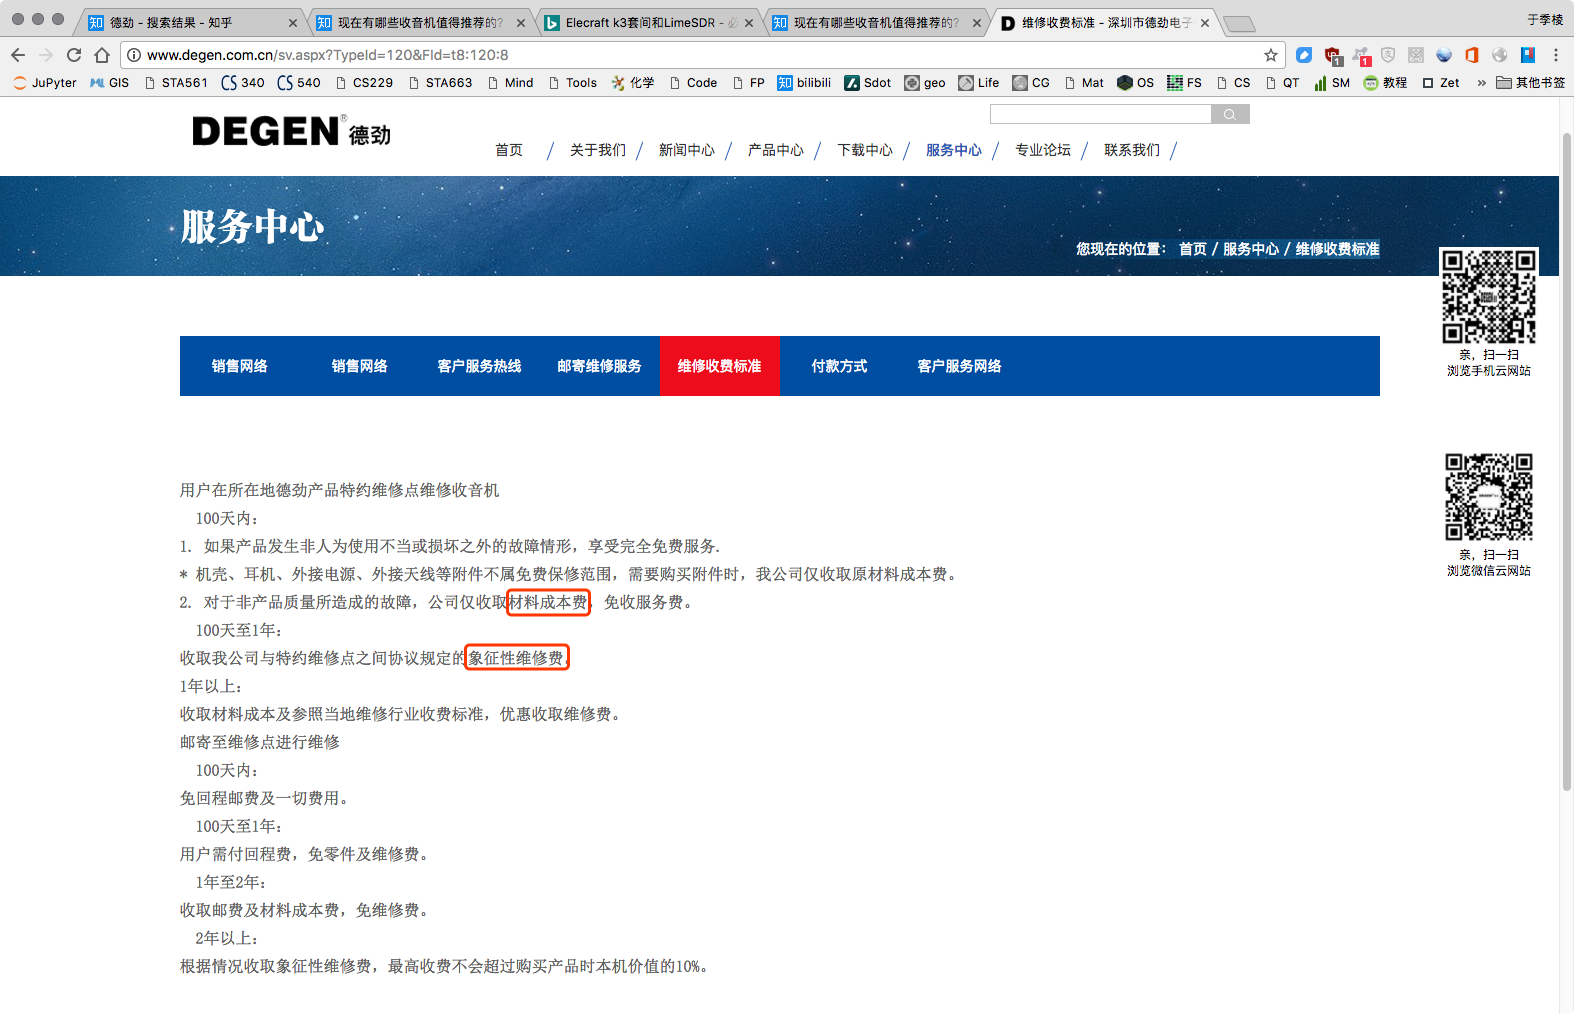 德劲 - 搜索结果 - 知乎
现在有哪些收音机值得推荐的?
Elecraft k3套间和LimeSDR - 必
现在有哪些收音机值得推荐的?
维修收费标准 - 深圳市德劲电子
于季棱
www.degen.com.cn/sv.aspx?TypeId=120&FId=t8:120:8
JuPyter GIS STA561 340 540 CS229 STA663 Mind Tools 化学 Code FP bilibili Sdot geo Life CG Mat OS FS CS QT SM 教程 Zet » 其他书签
DEGEN®德劲
首页 / 关于我们 / 新闻中心 / 产品中心 / 下载中心 / 服务中心 / 专业论坛 / 联系我们 /
服务中心
您现在的位置： 首页 / 服务中心 / 维修收费标准
亲，扫一扫
浏览手机云网站
销售网络 销售网络 客户服务热线 邮寄维修服务 维修收费标准 付款方式 客户服务网络
亲，扫一扫
浏览微信云网站
用户在所在地德劲产品特约维修点维修收音机
100天内：
1. 如果产品发生非人为使用不当或损坏之外的故障情形，享受完全免费服务.
* 机壳、耳机、外接电源、外接天线等附件不属免费保修范围，需要购买附件时，我公司仅收取原材料成本费。
2. 对于非产品质量所造成的故障，公司仅收取材料成本费，免收服务费。
100天至1年：
收取我公司与特约维修点之间协议规定的象征性维修费。
1年以上：
收取材料成本及参照当地维修行业收费标准，优惠收取维修费。
邮寄至维修点进行维修
100天内：
免回程邮费及一切费用。
100天至1年：
用户需付回程费，免零件及维修费。
1年至2年：
收取邮费及材料成本费，免维修费。
2年以上：
根据情况收取象征性维修费，最高收费不会超过购买产品时本机价值的10%。